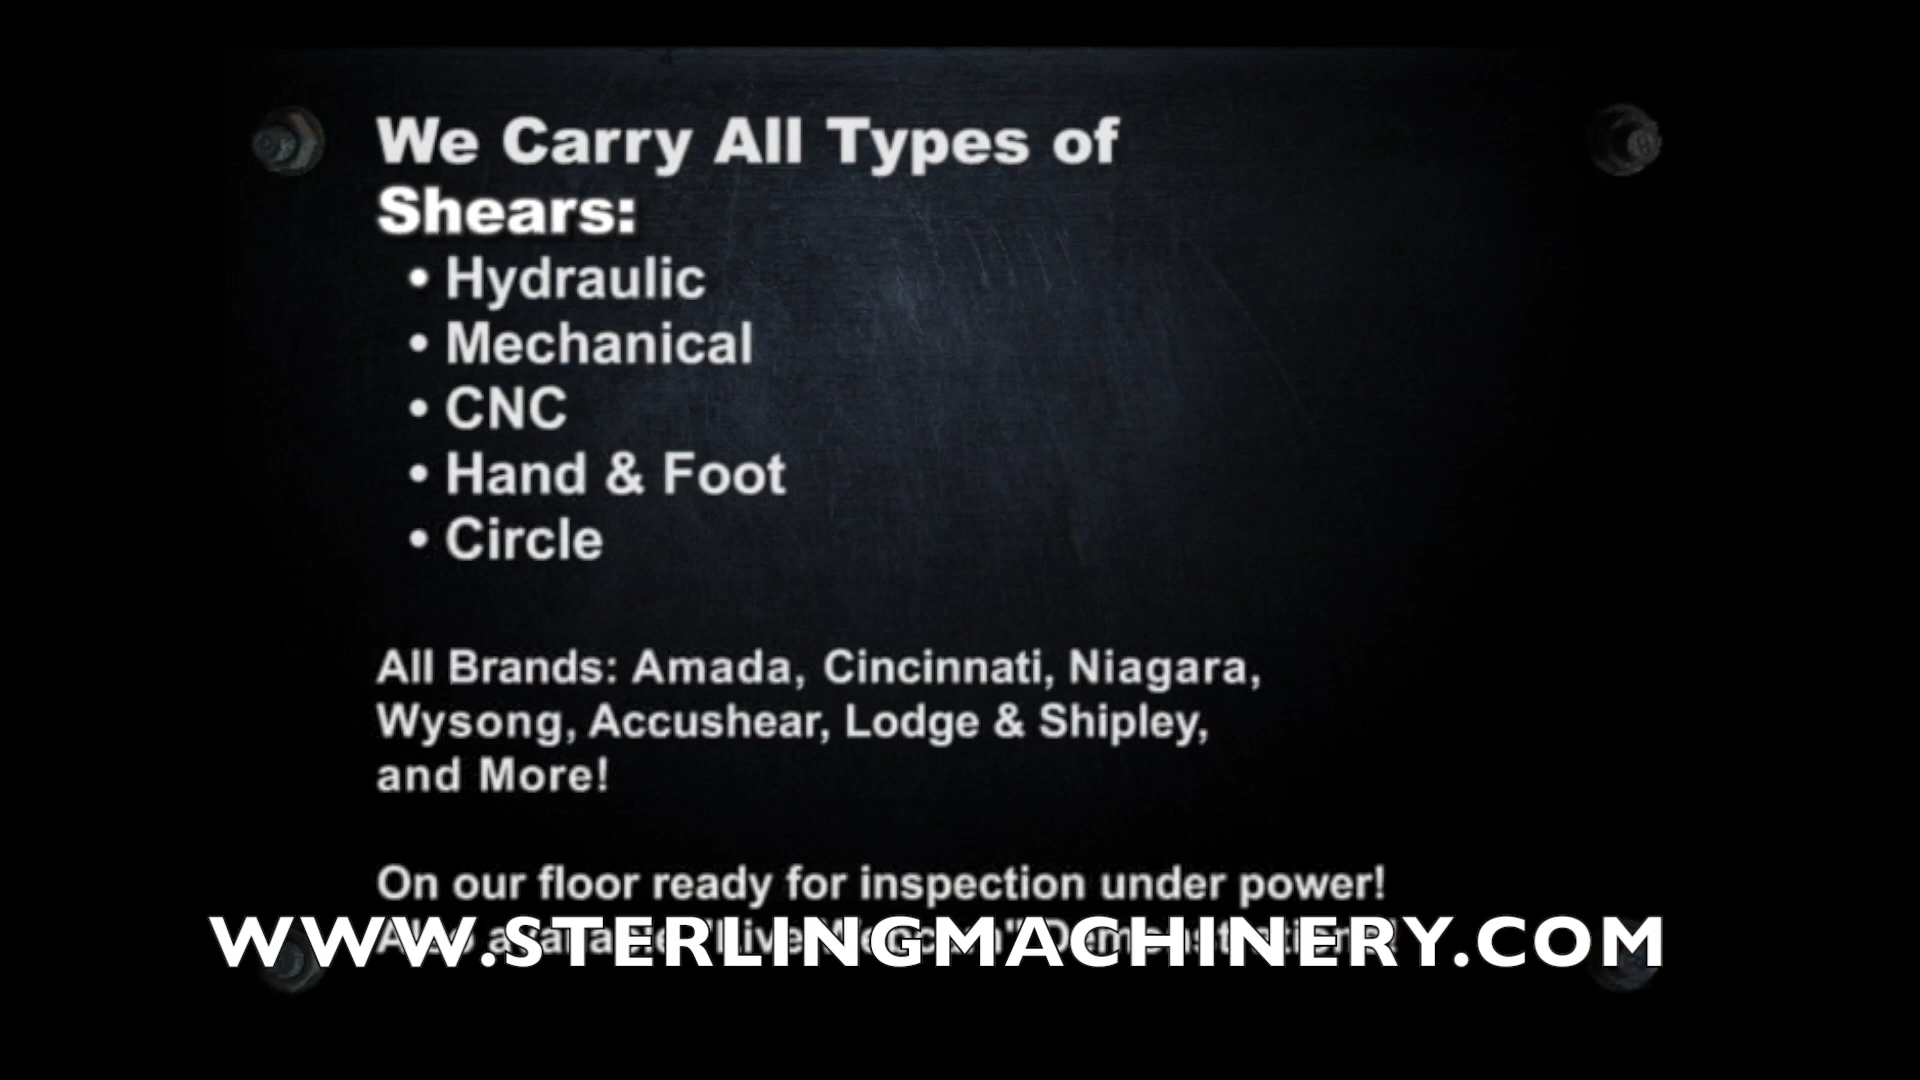 We Carry All Types of
Shears:
• Hydraulic
• Mechanical
• CNC
• Hand & Foot
• Circle
All Brands: Amada, Cincinnati, Niagara,
Wysong, Accushear, Lodge & Shipley,
and More!
On our floor ready for inspection under power!
WWW.STERLINGMACHINERY.COM